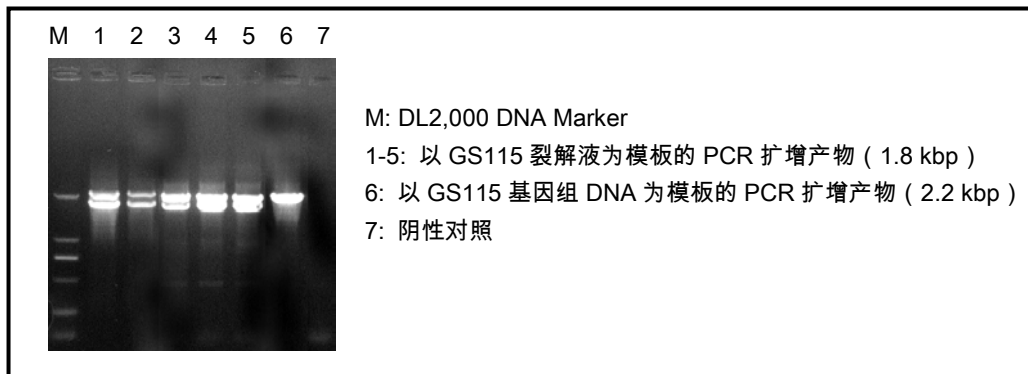 M 1 2 3 4 5 6 7
M: DL2,000 DNA Marker
1-5: 以 GS115 裂解液为模板的 PCR 扩增产物（1.8 kbp）
6: 以 GS115 基因组 DNA 为模板的 PCR 扩增产物（2.2 kbp）
7: 阴性对照